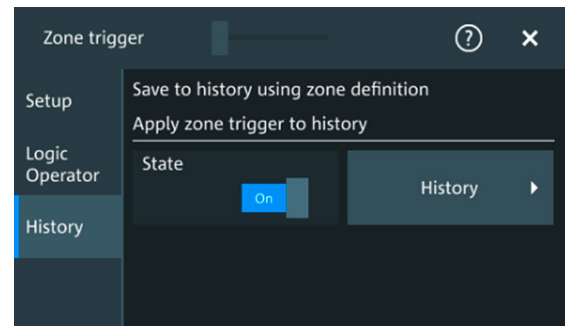 Zone trigger
?
Setup
Logic
Operator
History
Save to history using zone definition
Apply zone trigger to history
State
On
History